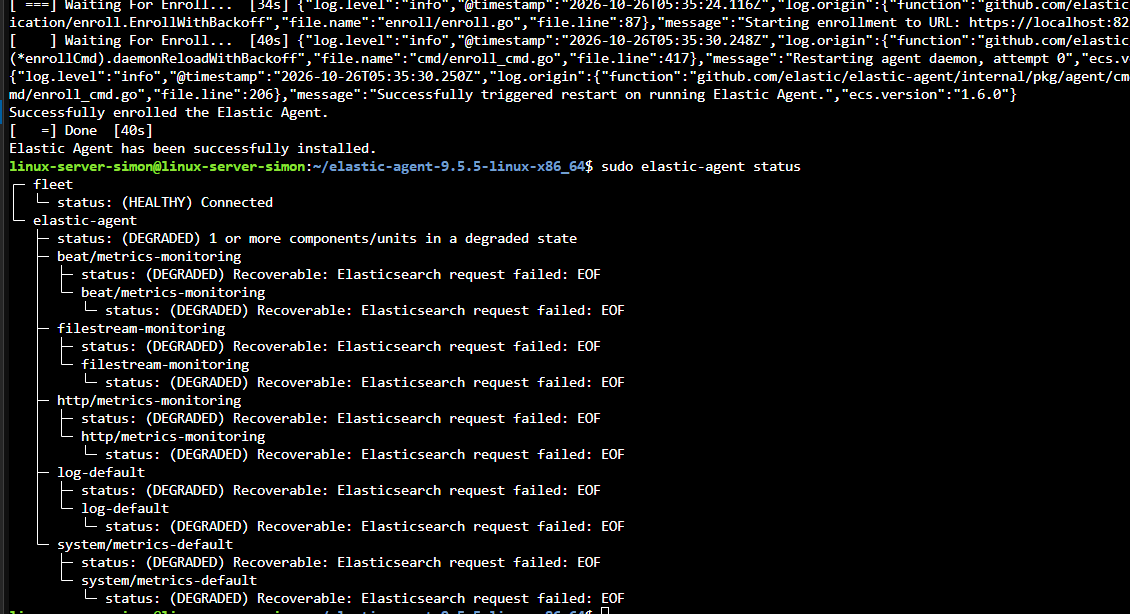 [ ===] Waiting For Enroll... [34s] {"log.level":"info","@timestamp":"2026-10-26T05:35:24.116Z","log.origin":{"function":"github.com/elastic
ication/enroll.EnrollWithBackoff","file.name":"enroll/enroll.go","file.line":87},"message":"Starting enrollment to URL: https://localhost:82
[    ] Waiting For Enroll...  [40s] {"log.level":"info","@timestamp":"2026-10-26T05:35:30.248Z","log.origin":{"function":"github.com/elastic
(*enrollCmd).daemonReloadWithBackoff","file.name":"cmd/enroll_cmd.go","file.line":417},"message":"Restarting agent daemon, attempt 0","ecs.v
{"log.level":"info","@timestamp":"2026-10-26T05:35:30.250Z","log.origin":{"function":"github.com/elastic/elastic-agent/internal/pkg/agent/cm
md/enroll_cmd.go","file.line":206},"message":"Successfully triggered restart on running Elastic Agent.","ecs.version":"1.6.0"}
Successfully enrolled the Elastic Agent.
[   =] Done  [40s]
Elastic Agent has been successfully installed.
linux-server-simon@linux-server-simon:~/elastic-agent-9.5.5-linux-x86_64$ sudo elastic-agent status
┌─ fleet
│  └─ status: (HEALTHY) Connected
└─ elastic-agent
   ├─ status: (DEGRADED) 1 or more components/units in a degraded state
   ├─ beat/metrics-monitoring
   │  ├─ status: (DEGRADED) Recoverable: Elasticsearch request failed: EOF
   │  └─ beat/metrics-monitoring
   │     └─ status: (DEGRADED) Recoverable: Elasticsearch request failed: EOF
   ├─ filestream-monitoring
   │  ├─ status: (DEGRADED) Recoverable: Elasticsearch request failed: EOF
   │  └─ filestream-monitoring
   │     └─ status: (DEGRADED) Recoverable: Elasticsearch request failed: EOF
   ├─ http/metrics-monitoring
   │  ├─ status: (DEGRADED) Recoverable: Elasticsearch request failed: EOF
   │  └─ http/metrics-monitoring
   │     └─ status: (DEGRADED) Recoverable: Elasticsearch request failed: EOF
   ├─ log-default
   │  ├─ status: (DEGRADED) Recoverable: Elasticsearch request failed: EOF
   │  └─ log-default
   │     └─ status: (DEGRADED) Recoverable: Elasticsearch request failed: EOF
   └─ system/metrics-default
      ├─ status: (DEGRADED) Recoverable: Elasticsearch request failed: EOF
      └─ system/metrics-default
         └─ status: (DEGRADED) Recoverable: Elasticsearch request failed: EOF